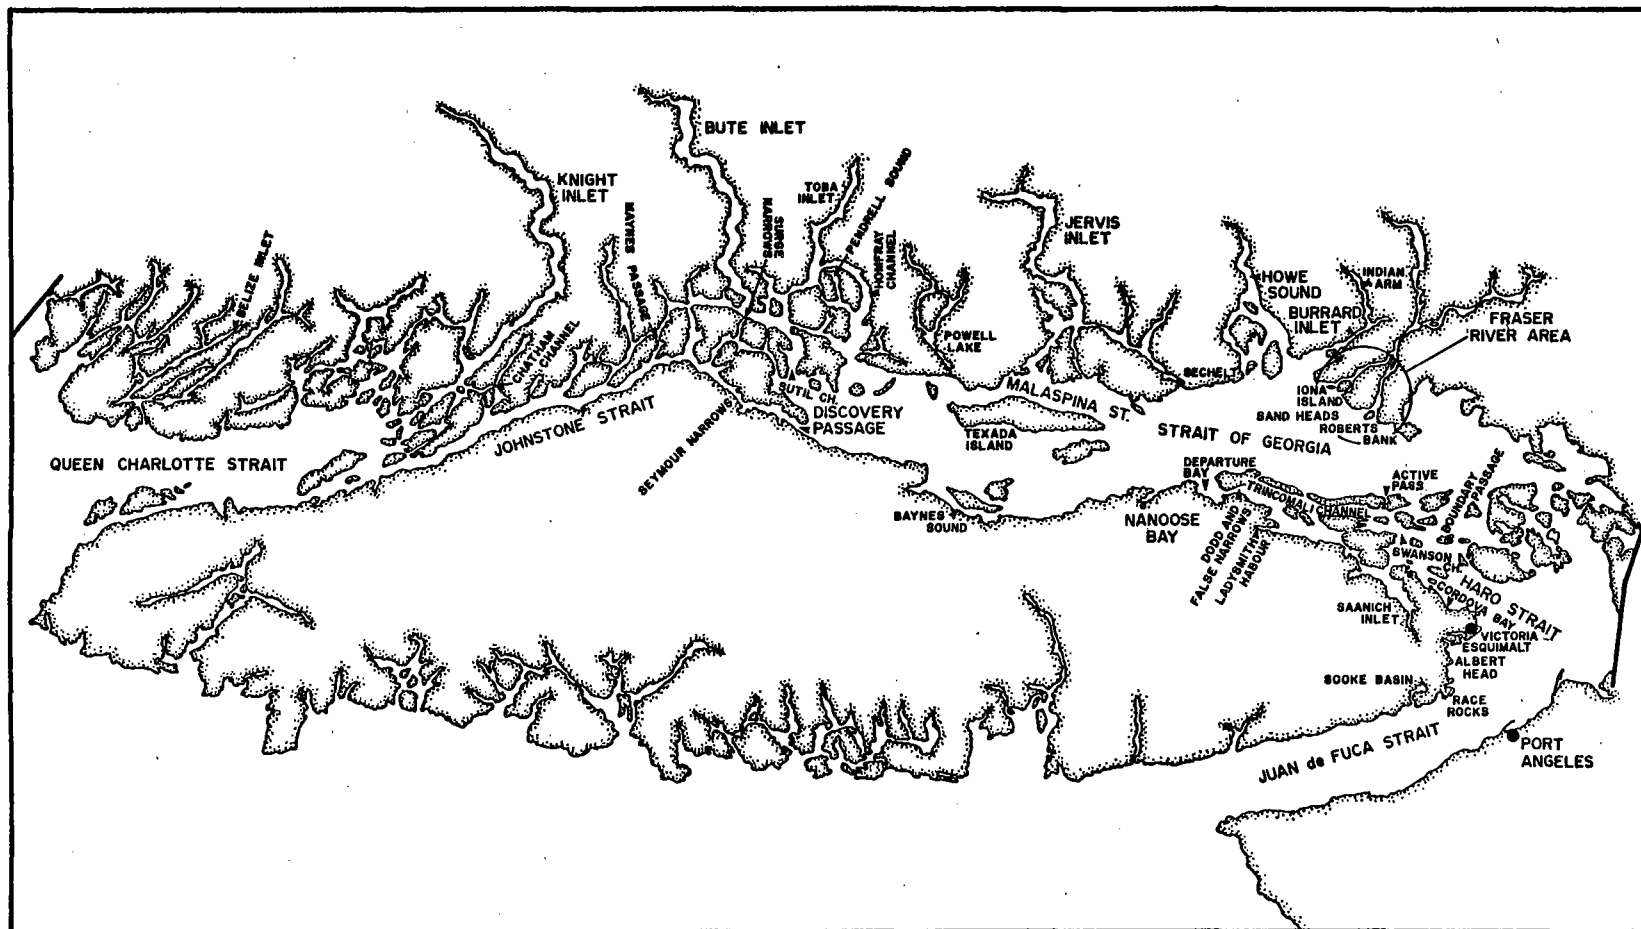 BUTE INLET
KNIGHT
INLET
BELIZE INLET
MAYNES PASSAGE
SURGE
NARROWS
TOBA
INLET
PENDRELL SOUND
HOMFRAY
CHANNEL
JERVIS
INLET
HOWE
SOUND
INDIAN
ARM
BURRARD
INLET
FRASER
RIVER AREA
POWELL
LAKE
CHATHAM
CHANNEL
SECHELT
MALASPINA ST.
SUTIL CH.
DISCOVERY
PASSAGE
JOHNSTONE STRAIT
SEYMOUR NARROWS
TEXADA
ISLAND
IONA
ISLAND
SAND HEADS
ROBERTS
BANK
STRAIT OF GEORGIA
QUEEN CHARLOTTE STRAIT
DEPARTURE
BAY
TRINCOMALI CHANNEL
ACTIVE
PASS
BOUNDARY
PASSAGE
BAYNES
SOUND
NANOOSE
BAY
DODD AND
FALSE NARROWS
LADYSMITH
HABOUR
SWANSON
CH.
HARO STRAIT
CORDOVA BAY
SAANICH
INLET
VICTORIA
ESQUIMALT
ALBERT
HEAD
SOOKE BASIN
RACE
ROCKS
JUAN de FUCA STRAIT
PORT
ANGELES